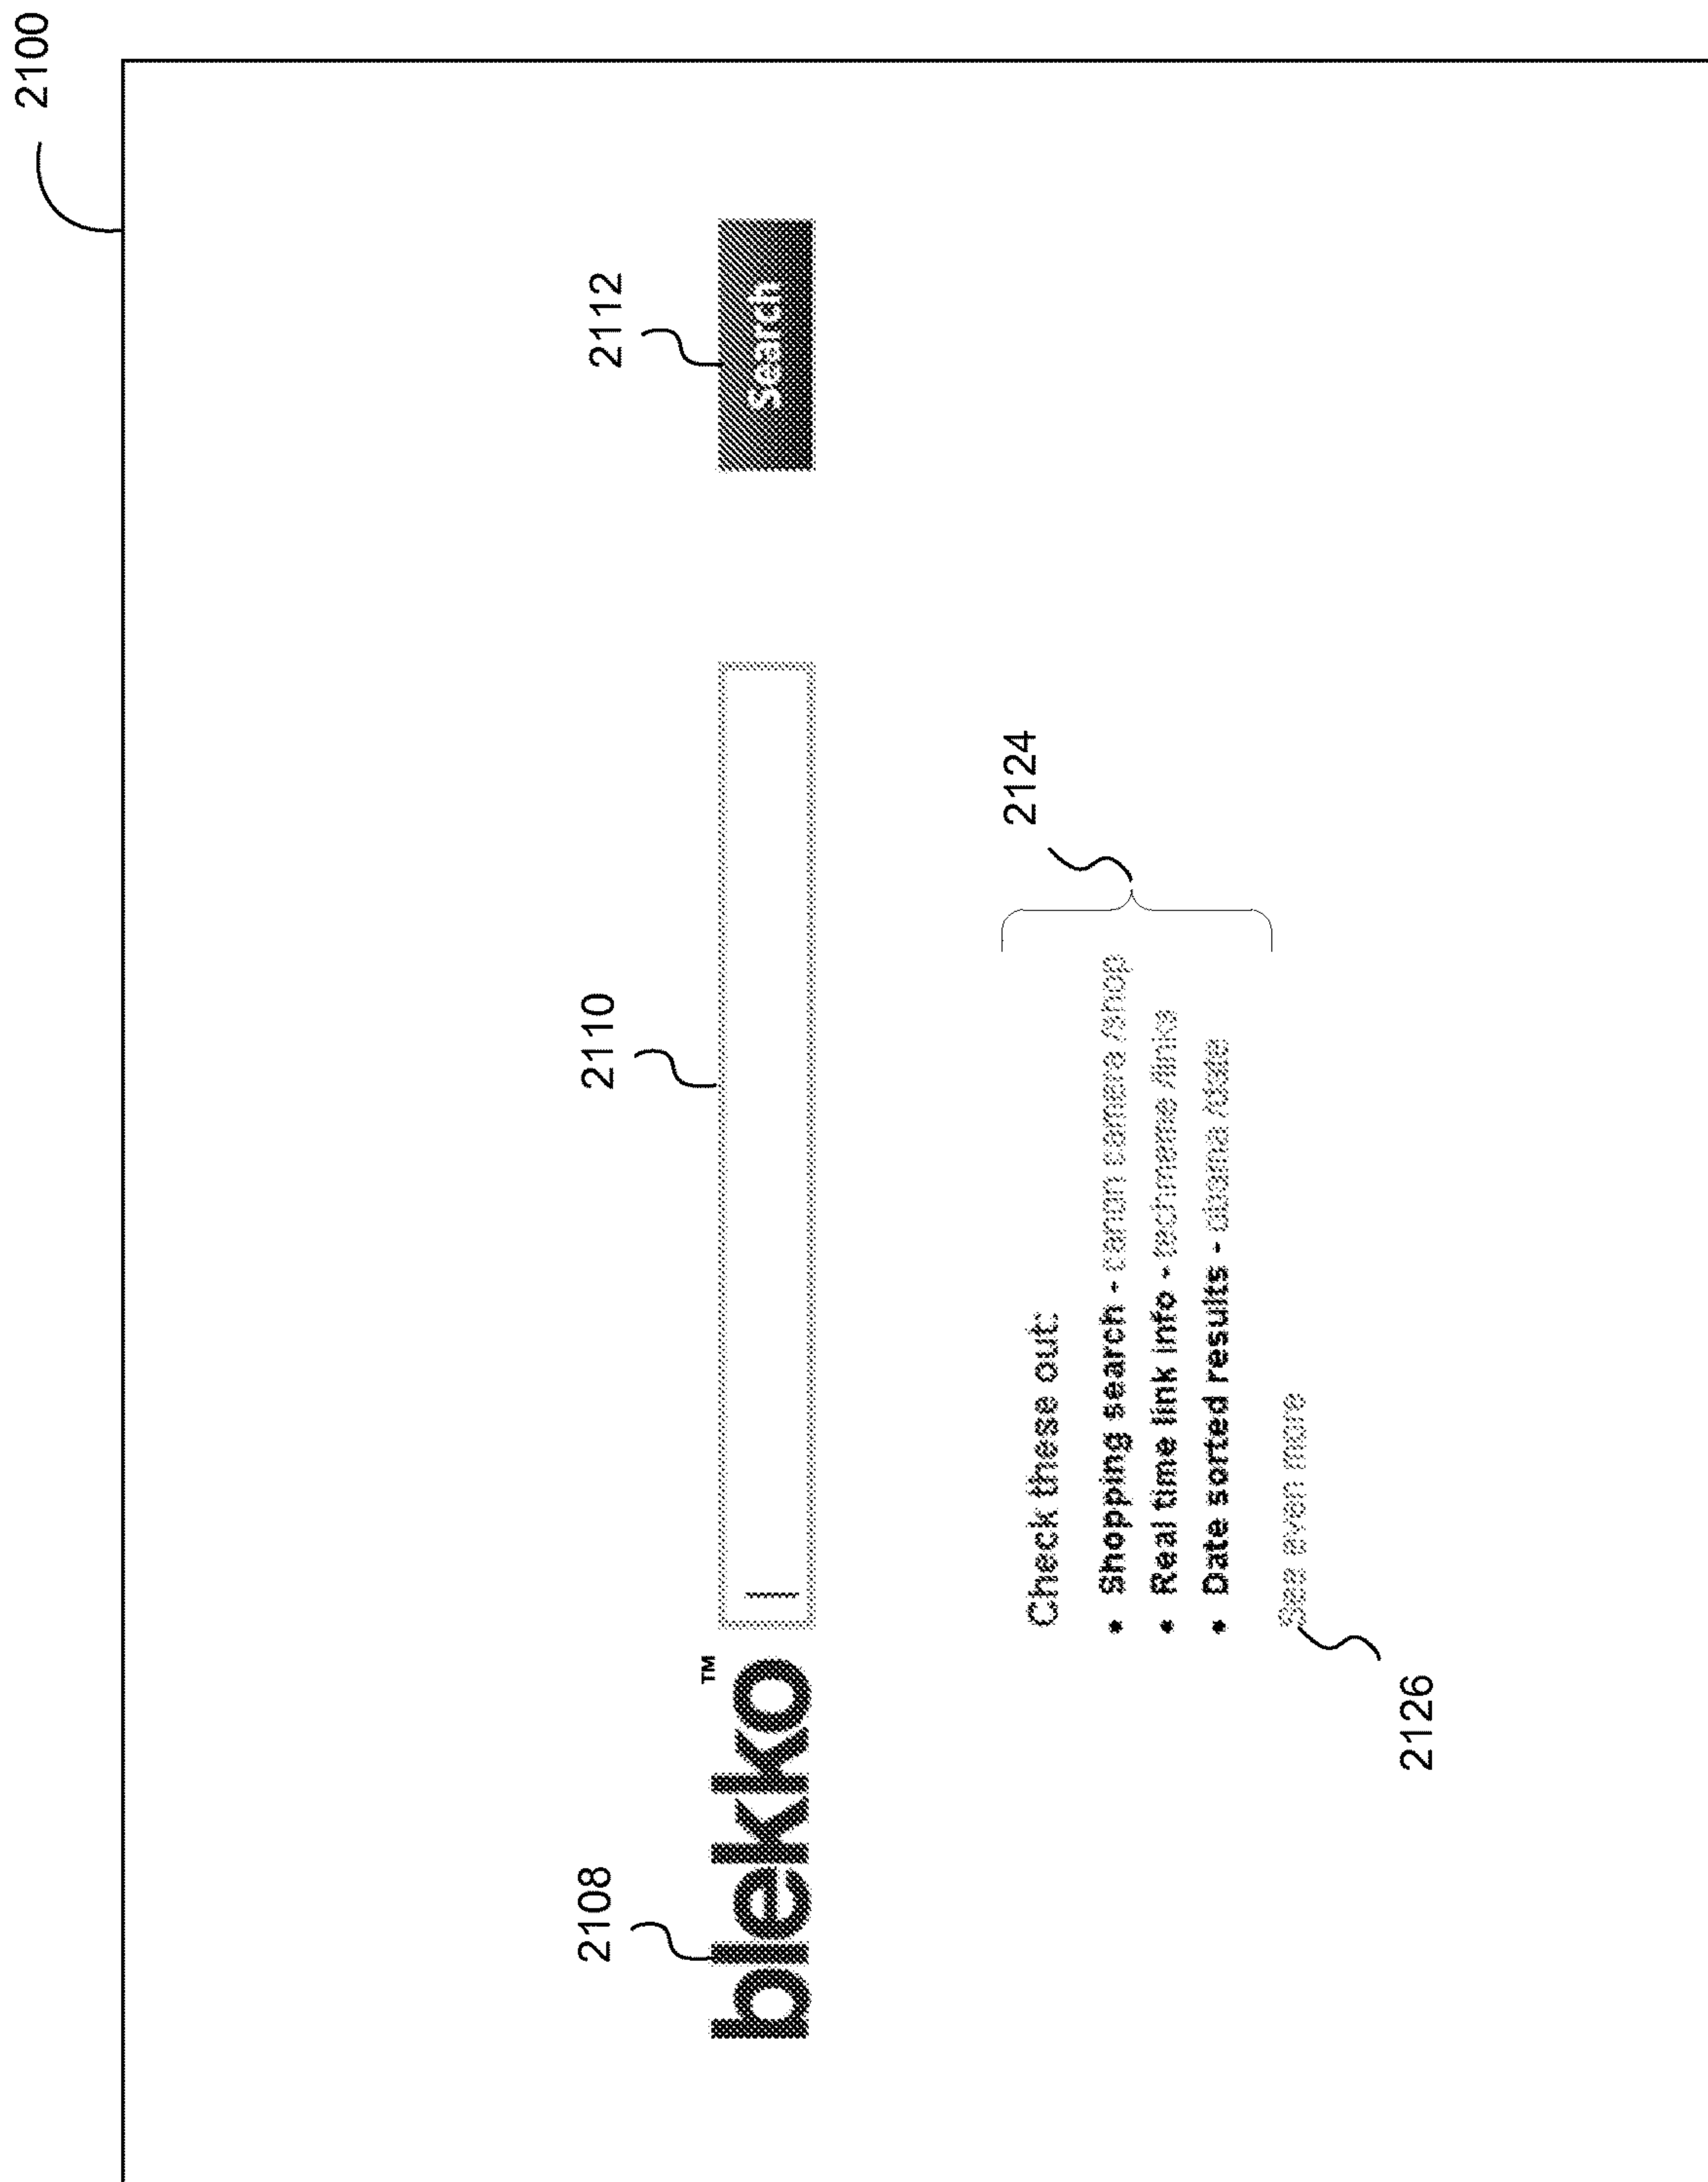 2100
2108
2110
2112
blekko™
Search
2124
Check these out:
• Shopping search - canon camera /shop
• Real time link info - techmeme /links
• Date sorted results - obama /date
See even more
2126